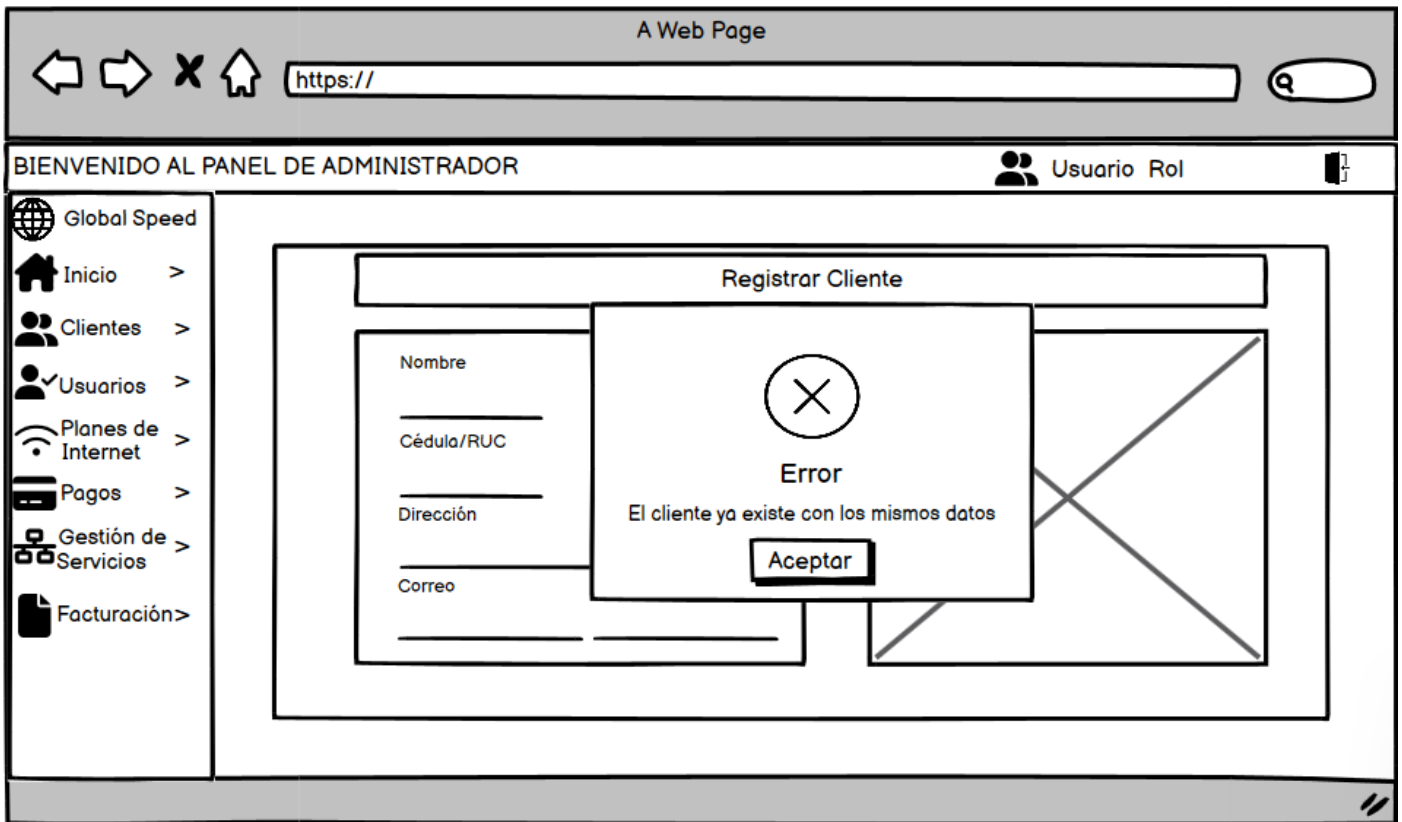 A Web Page
https://
BIENVENIDO AL PANEL DE ADMINISTRADOR
Usuario Rol
Global Speed
Inicio >
Clientes >
Usuarios >
Planes de
Internet >
Pagos >
Gestión de
Servicios >
Facturación>
Registrar Cliente
Nombre
Cédula/RUC
Dirección
Correo
Error
El cliente ya existe con los mismos datos
Aceptar